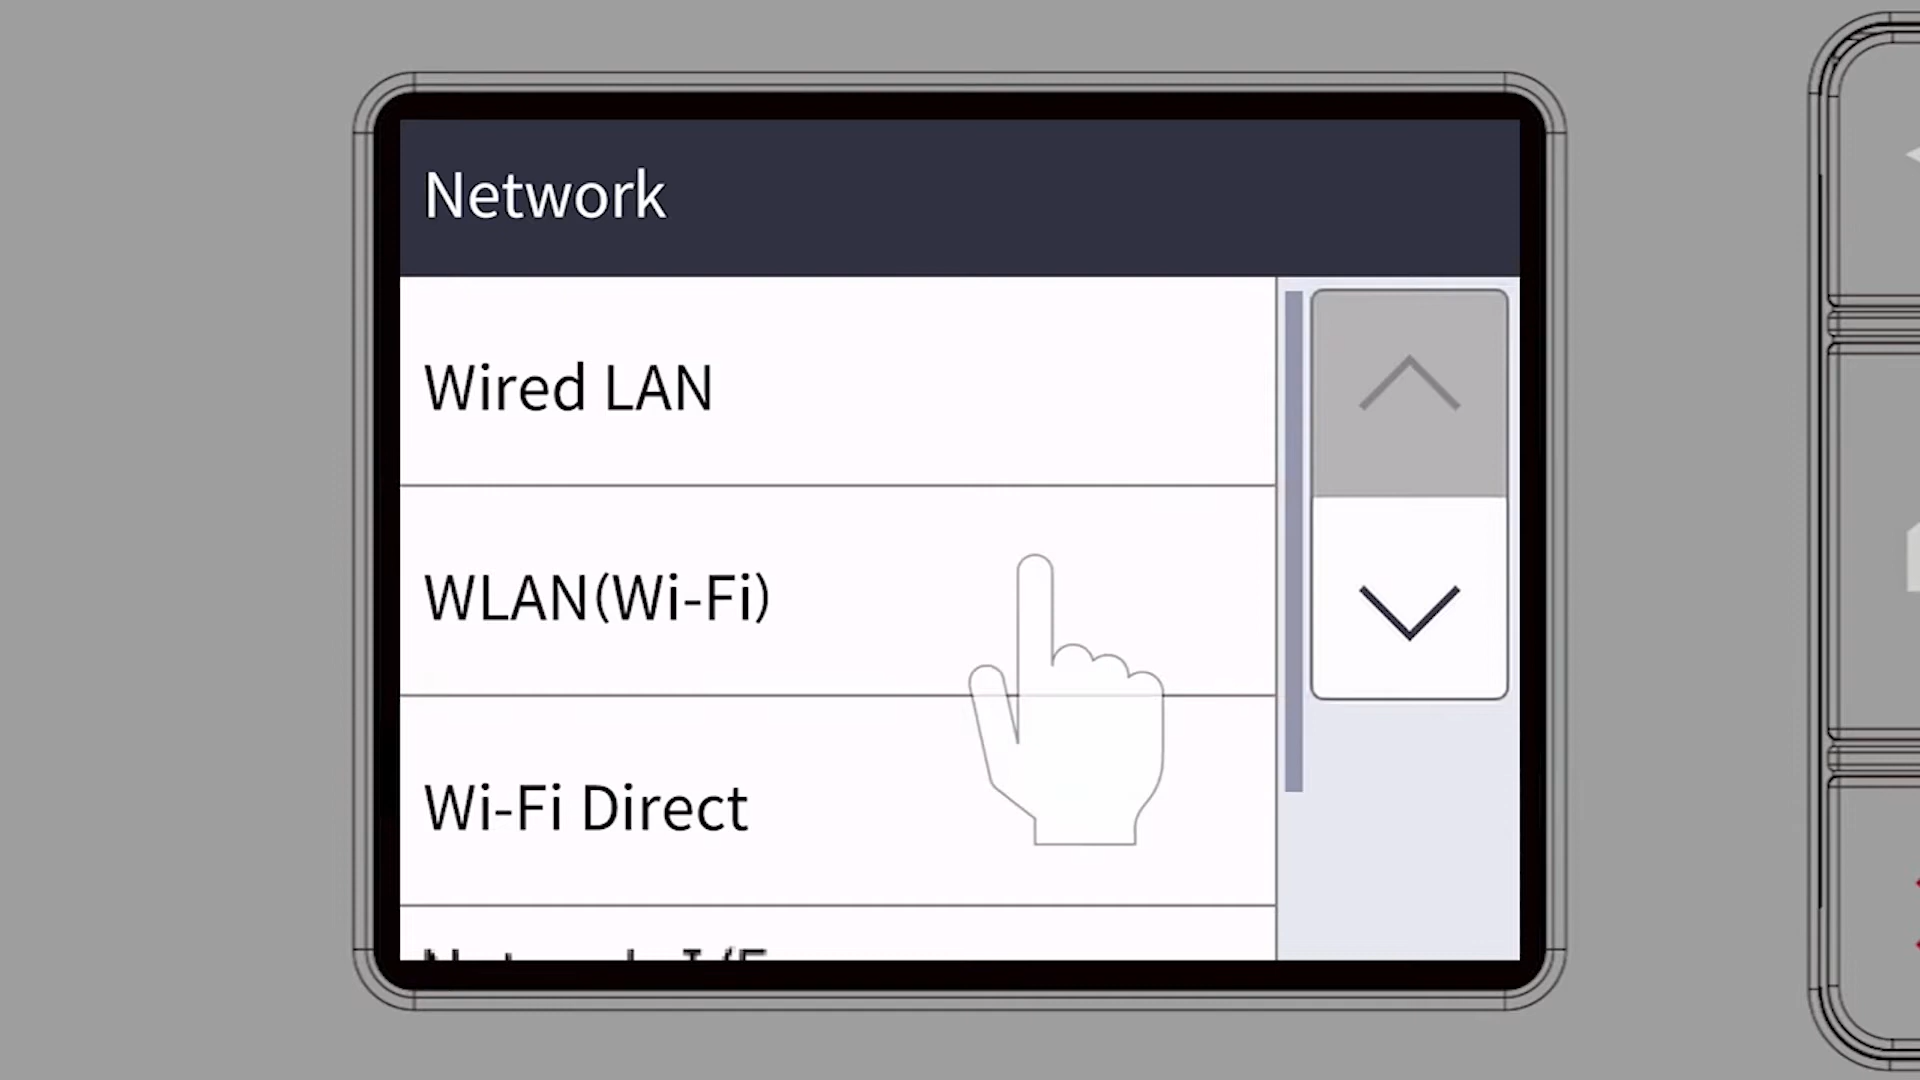 Network
Wired LAN
WLAN(Wi-Fi)
Wi-Fi Direct